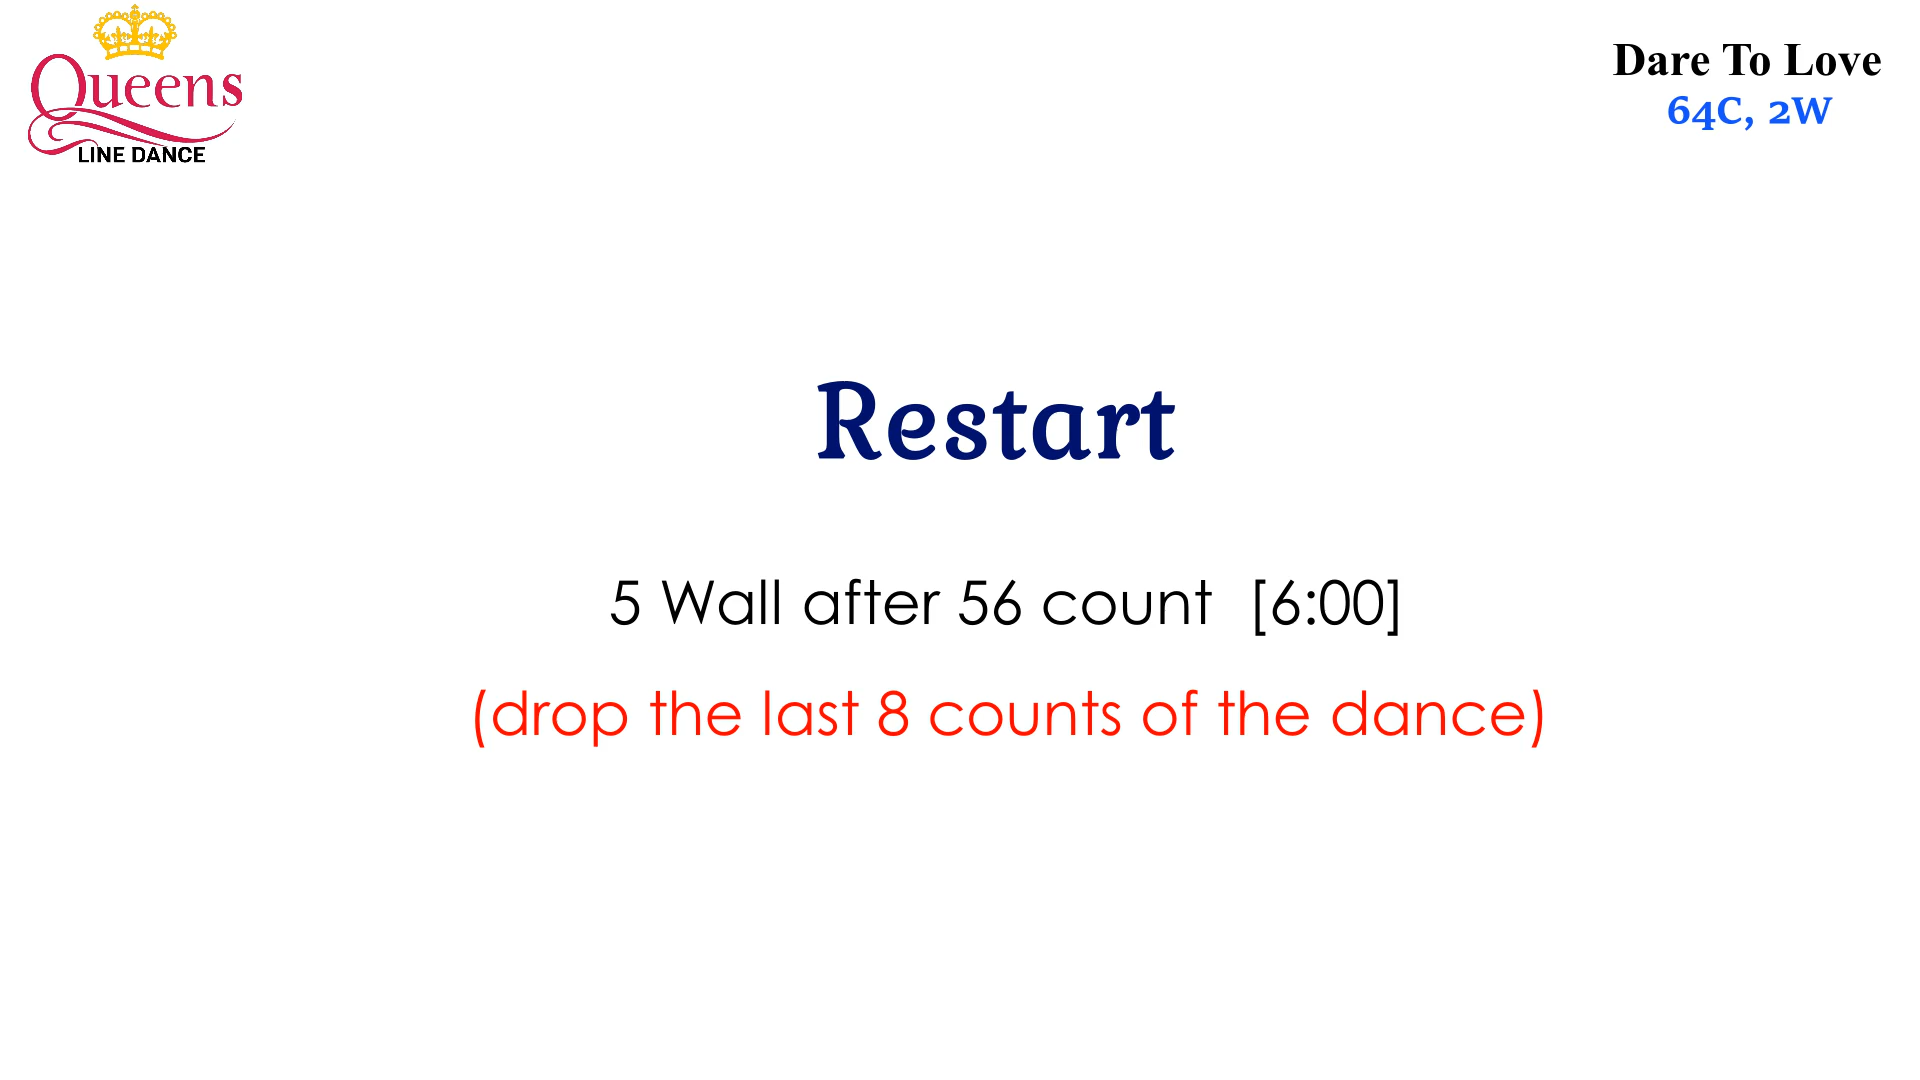 Queens
LINE DANCE
Dare To Love
64C, 2W
Restart
5 Wall after 56 count [6:00]
(drop the last 8 counts of the dance)